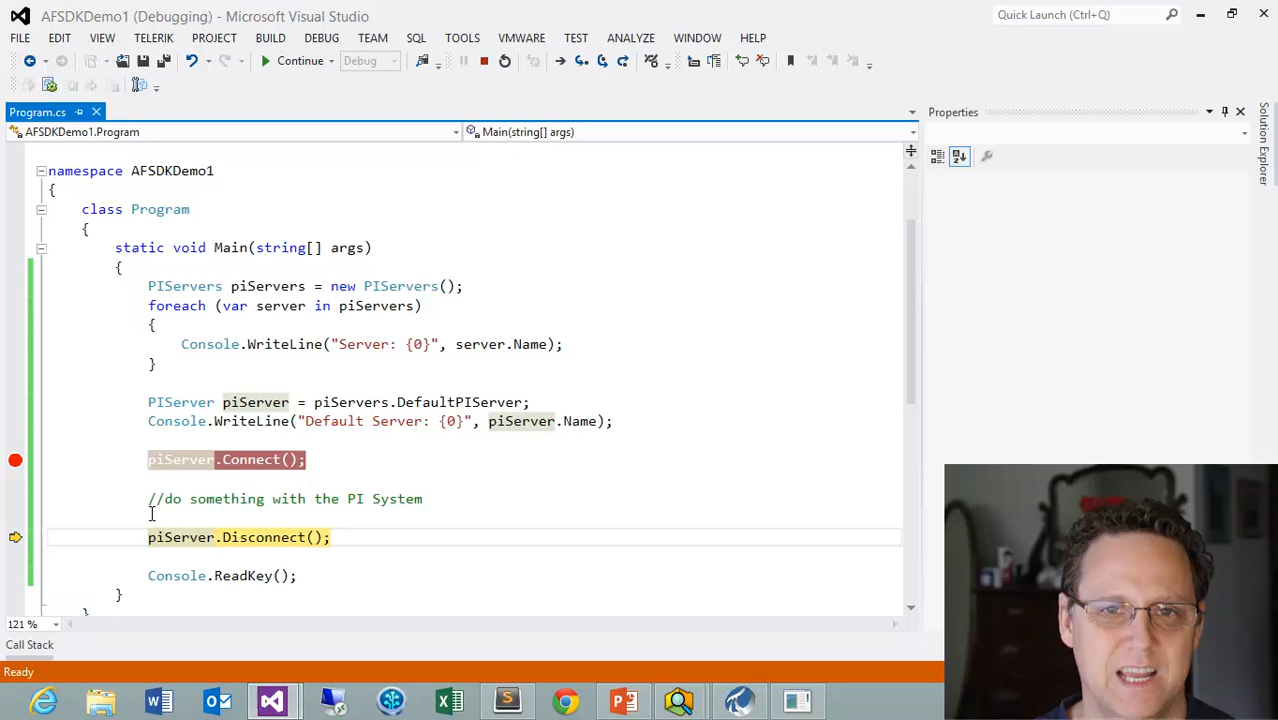 AFSDKDemo1 (Debugging) - Microsoft Visual Studio
Quick Launch (Ctrl+Q)
FILE EDIT VIEW TELERIK PROJECT BUILD DEBUG TEAM SQL TOOLS VMWARE TEST ANALYZE WINDOW HELP
Continue Debug
Program.cs
Properties
AFSDKDemo1.Program
Main(string[] args)
Solution Explorer
namespace AFSDKDemo1
{
class Program
{
static void Main(string[] args)
{
PIServers piServers = new PIServers();
foreach (var server in piServers)
{
Console.WriteLine("Server: {0}", server.Name);
}
PIServer piServer = piServers.DefaultPIServer;
Console.WriteLine("Default Server: {0}", piServer.Name);
piServer.Connect();
//do something with the PI System
piServer.Disconnect();
Console.ReadKey();
}
}
121 %
Call Stack
Ready